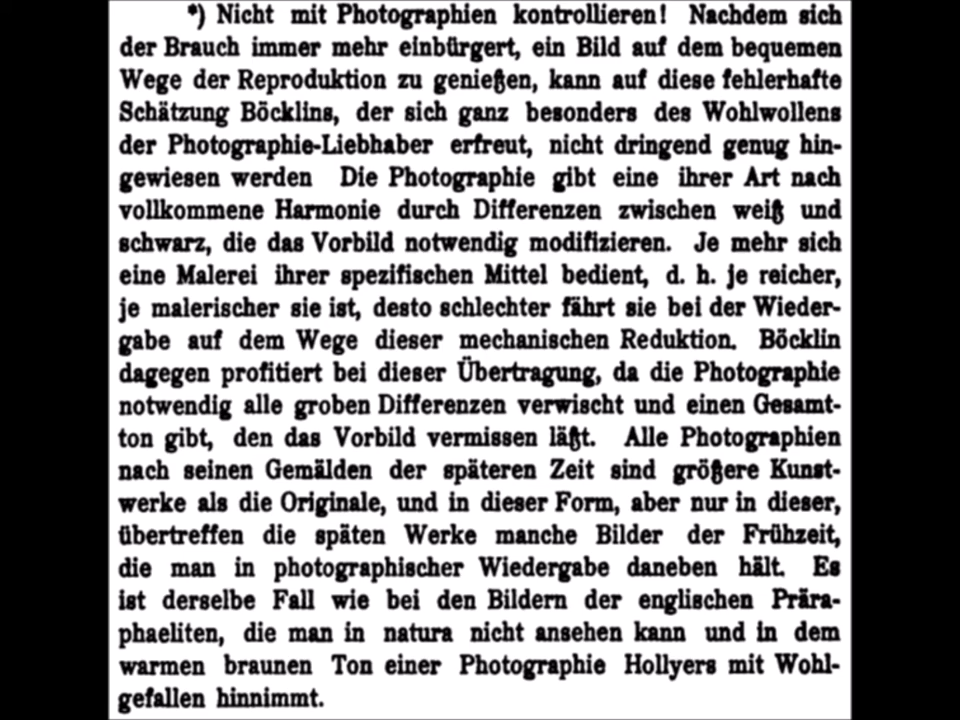 *) Nicht mit Photographien kontrollieren! Nachdem sich
der Brauch immer mehr einbürgert, ein Bild auf dem bequemen
Wege der Reproduktion zu genießen, kann auf diese fehlerhafte
Schätzung Böcklins, der sich ganz besonders des Wohlwollens
der Photographie-Liebhaber erfreut, nicht dringend genug hin-
gewiesen werden Die Photographie gibt eine ihrer Art nach
vollkommene Harmonie durch Differenzen zwischen weiß und
schwarz, die das Vorbild notwendig modifizieren. Je mehr sich
eine Malerei ihrer spezifischen Mittel bedient, d. h. je reicher,
je malerischer sie ist, desto schlechter fährt sie bei der Wieder-
gabe auf dem Wege dieser mechanischen Reduktion. Böcklin
dagegen profitiert bei dieser Übertragung, da die Photographie
notwendig alle groben Differenzen verwischt und einen Gesamt-
ton gibt, den das Vorbild vermissen läßt. Alle Photographien
nach seinen Gemälden der späteren Zeit sind größere Kunst-
werke als die Originale, und in dieser Form, aber nur in dieser,
übertreffen die späten Werke manche Bilder der Frühzeit,
die man in photographischer Wiedergabe daneben hält. Es
ist derselbe Fall wie bei den Bildern der englischen Prära-
phaeliten, die man in natura nicht ansehen kann und in dem
warmen braunen Ton einer Photographie Hollyers mit Wohl-
gefallen hinnimmt.